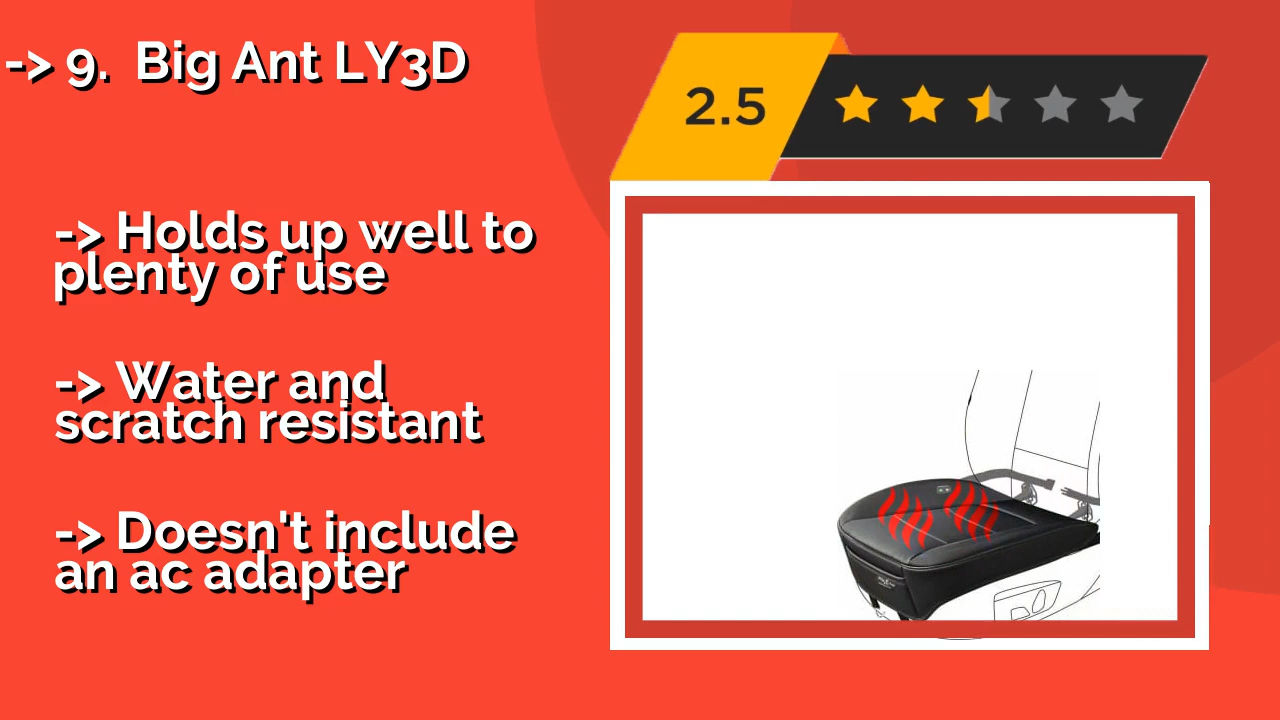 -> 9.  Big Ant LY3D
2.5
-> Holds up well to
plenty of use
-> Water and
scratch resistant
-> Doesn't include
an ac adapter